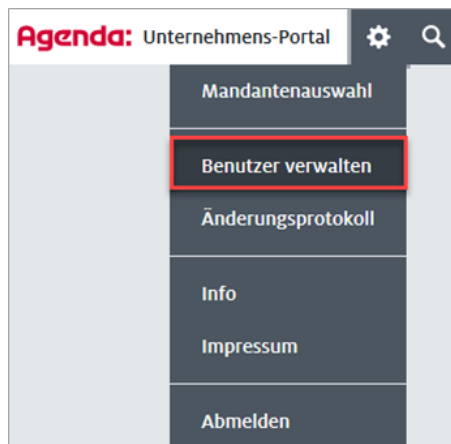 Agenda: Unternehmens-Portal
Mandantenauswahl
Benutzer verwalten
Änderungsprotokoll
Info
Impressum
Abmelden